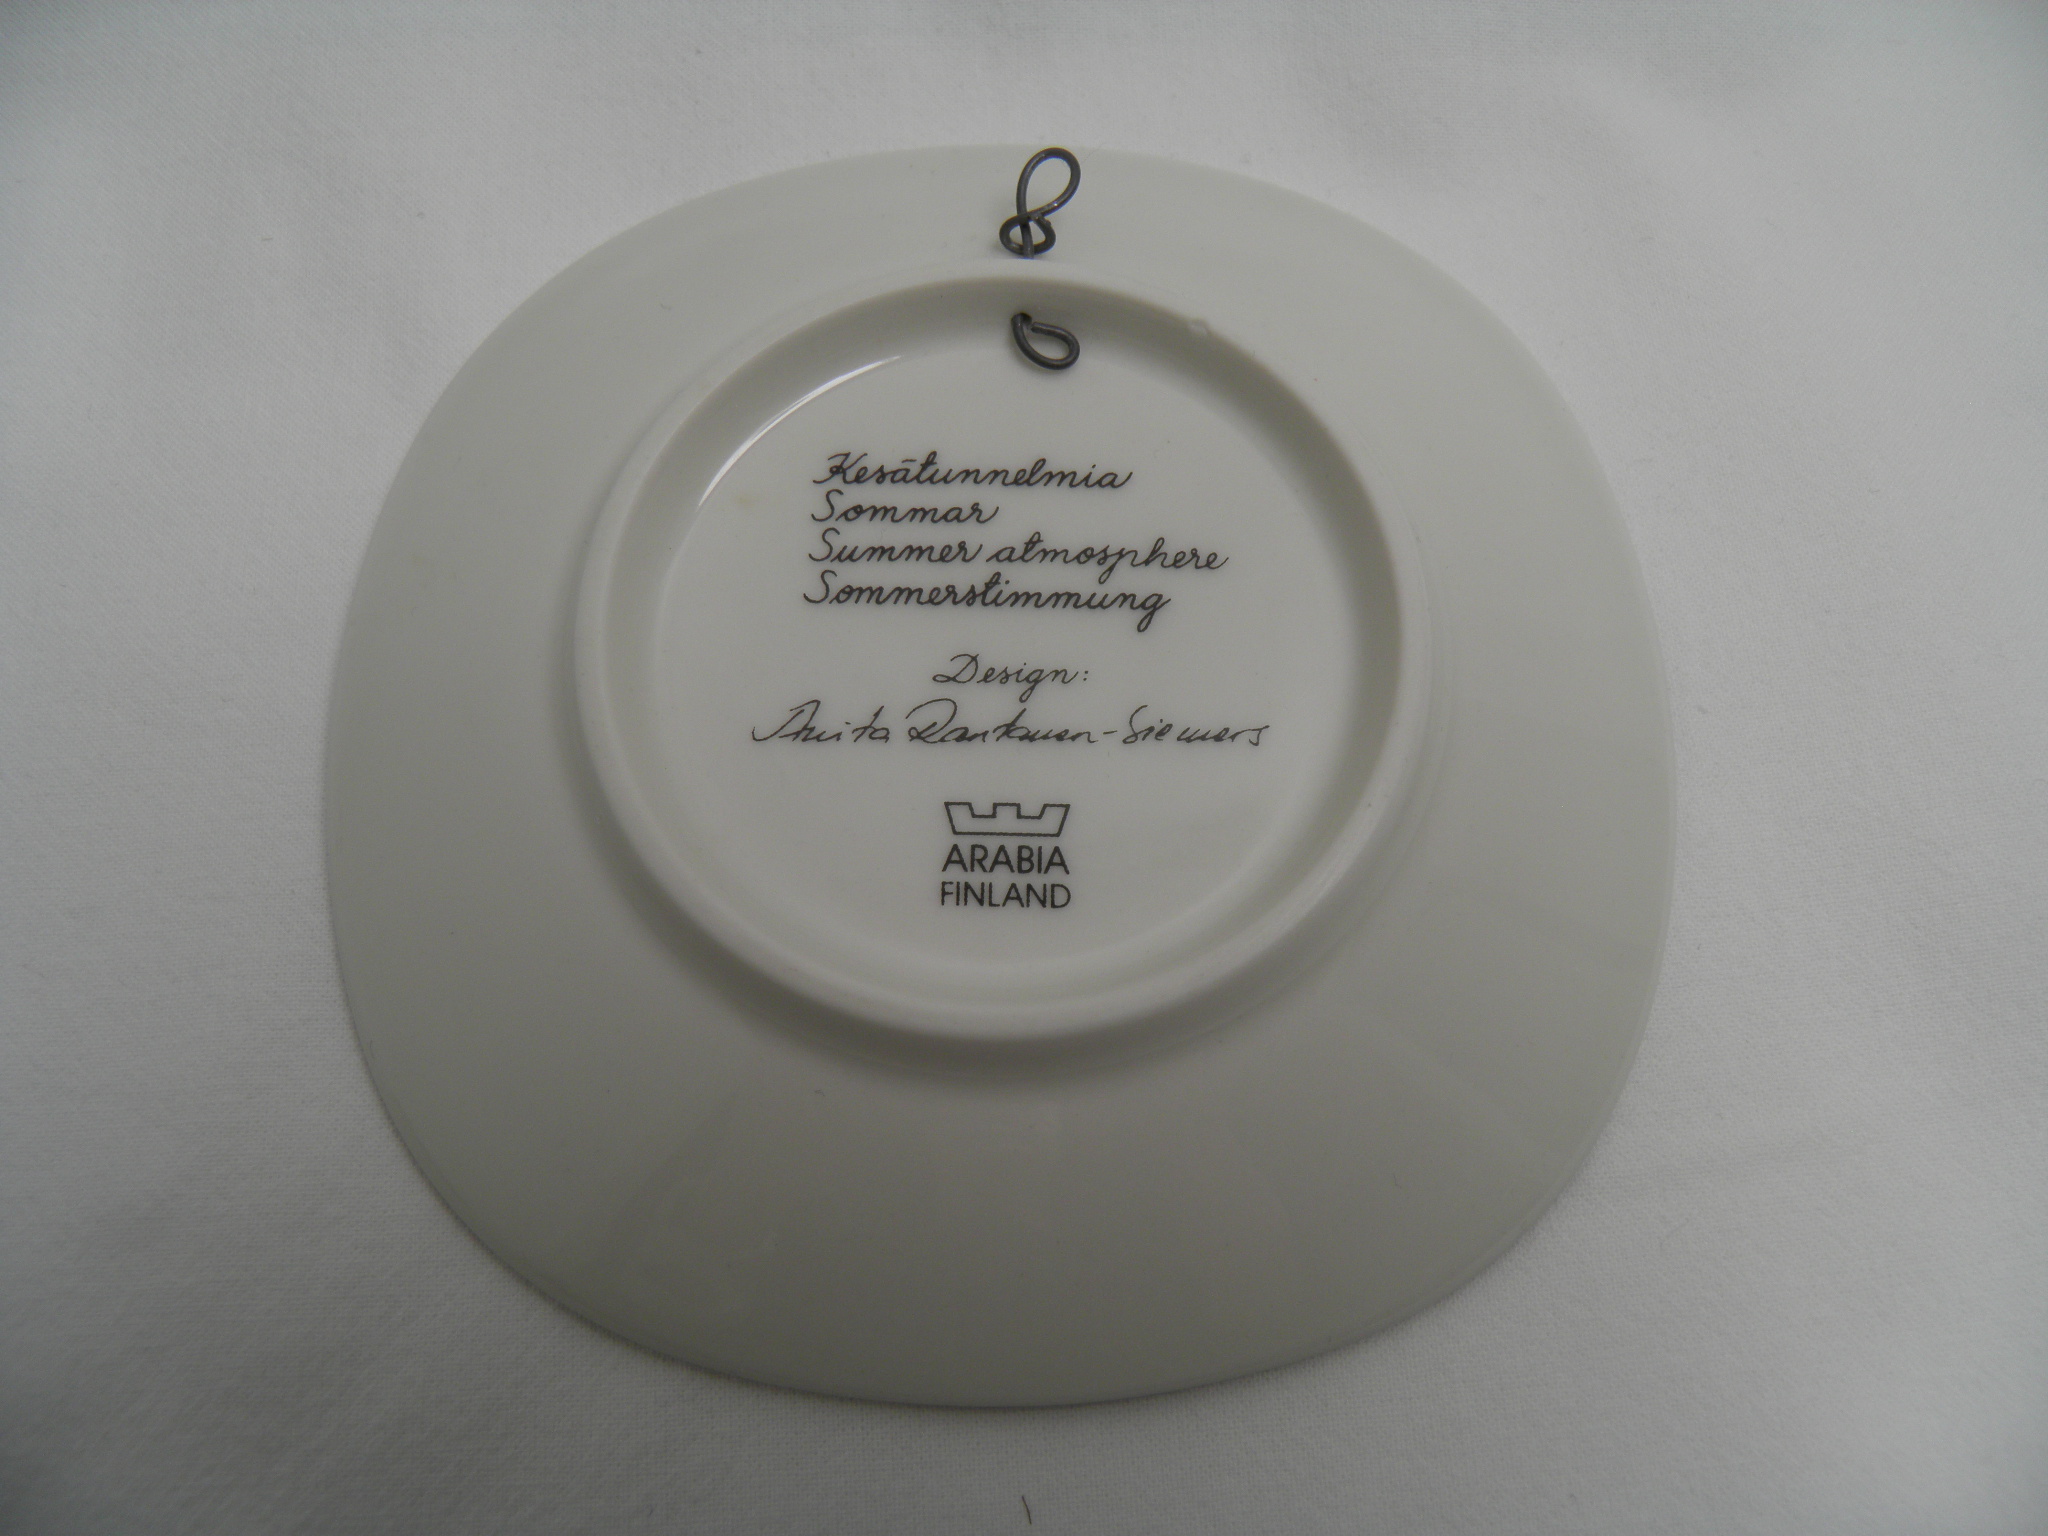 Kesätunnelmia
Sommar
Summer atmosphere
Sommerstimmung
Design:
Anita Rantanen-Siemers
ARABIA
FINLAND